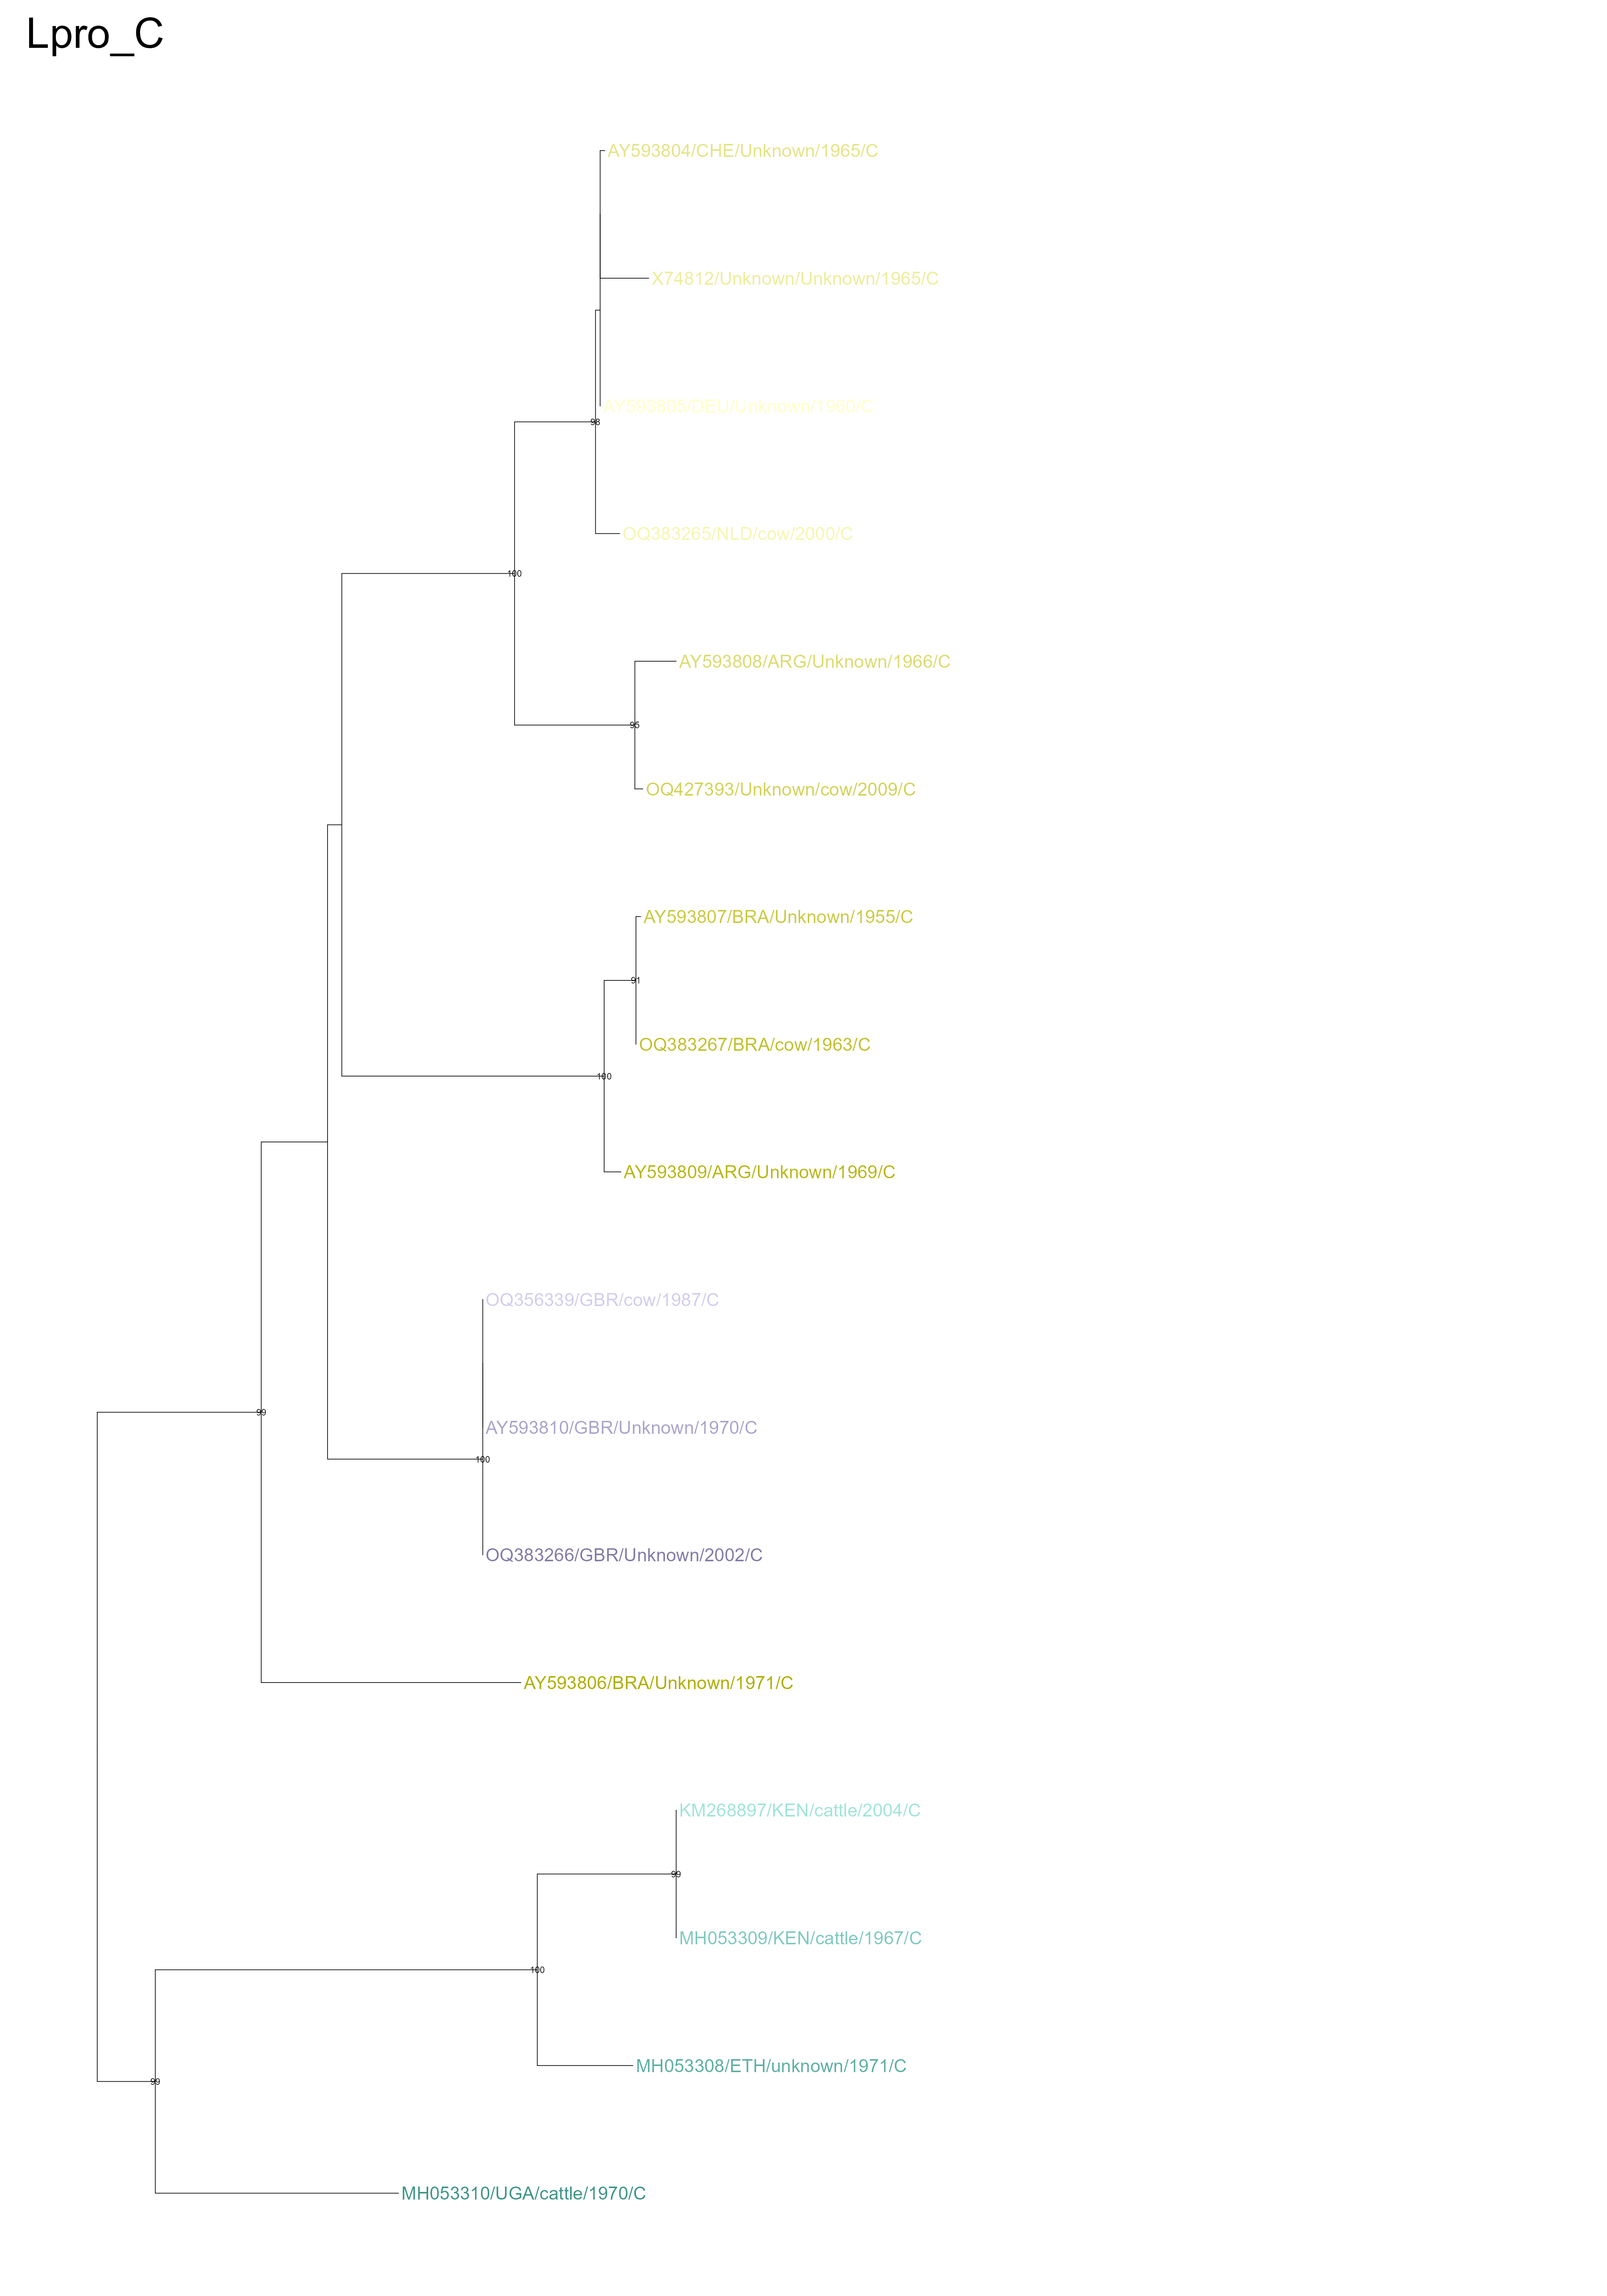 Lpro_C
AY593804/CHE/Unknown/1965/C
X74812/Unknown/Unknown/1965/C
AY593805/DEU/Unknown/1960/C
98
OQ383265/NLD/cow/2000/C
100
AY593808/ARG/Unknown/1966/C
95
OQ427393/Unknown/cow/2009/C
AY593807/BRA/Unknown/1955/C
91
OQ383267/BRA/cow/1963/C
100
AY593809/ARG/Unknown/1969/C
OQ356339/GBR/cow/1987/C
99
AY593810/GBR/Unknown/1970/C
100
OQ383266/GBR/Unknown/2002/C
AY593806/BRA/Unknown/1971/C
KM268897/KEN/cattle/2004/C
99
MH053309/KEN/cattle/1967/C
100
MH053308/ETH/unknown/1971/C
99
MH053310/UGA/cattle/1970/C